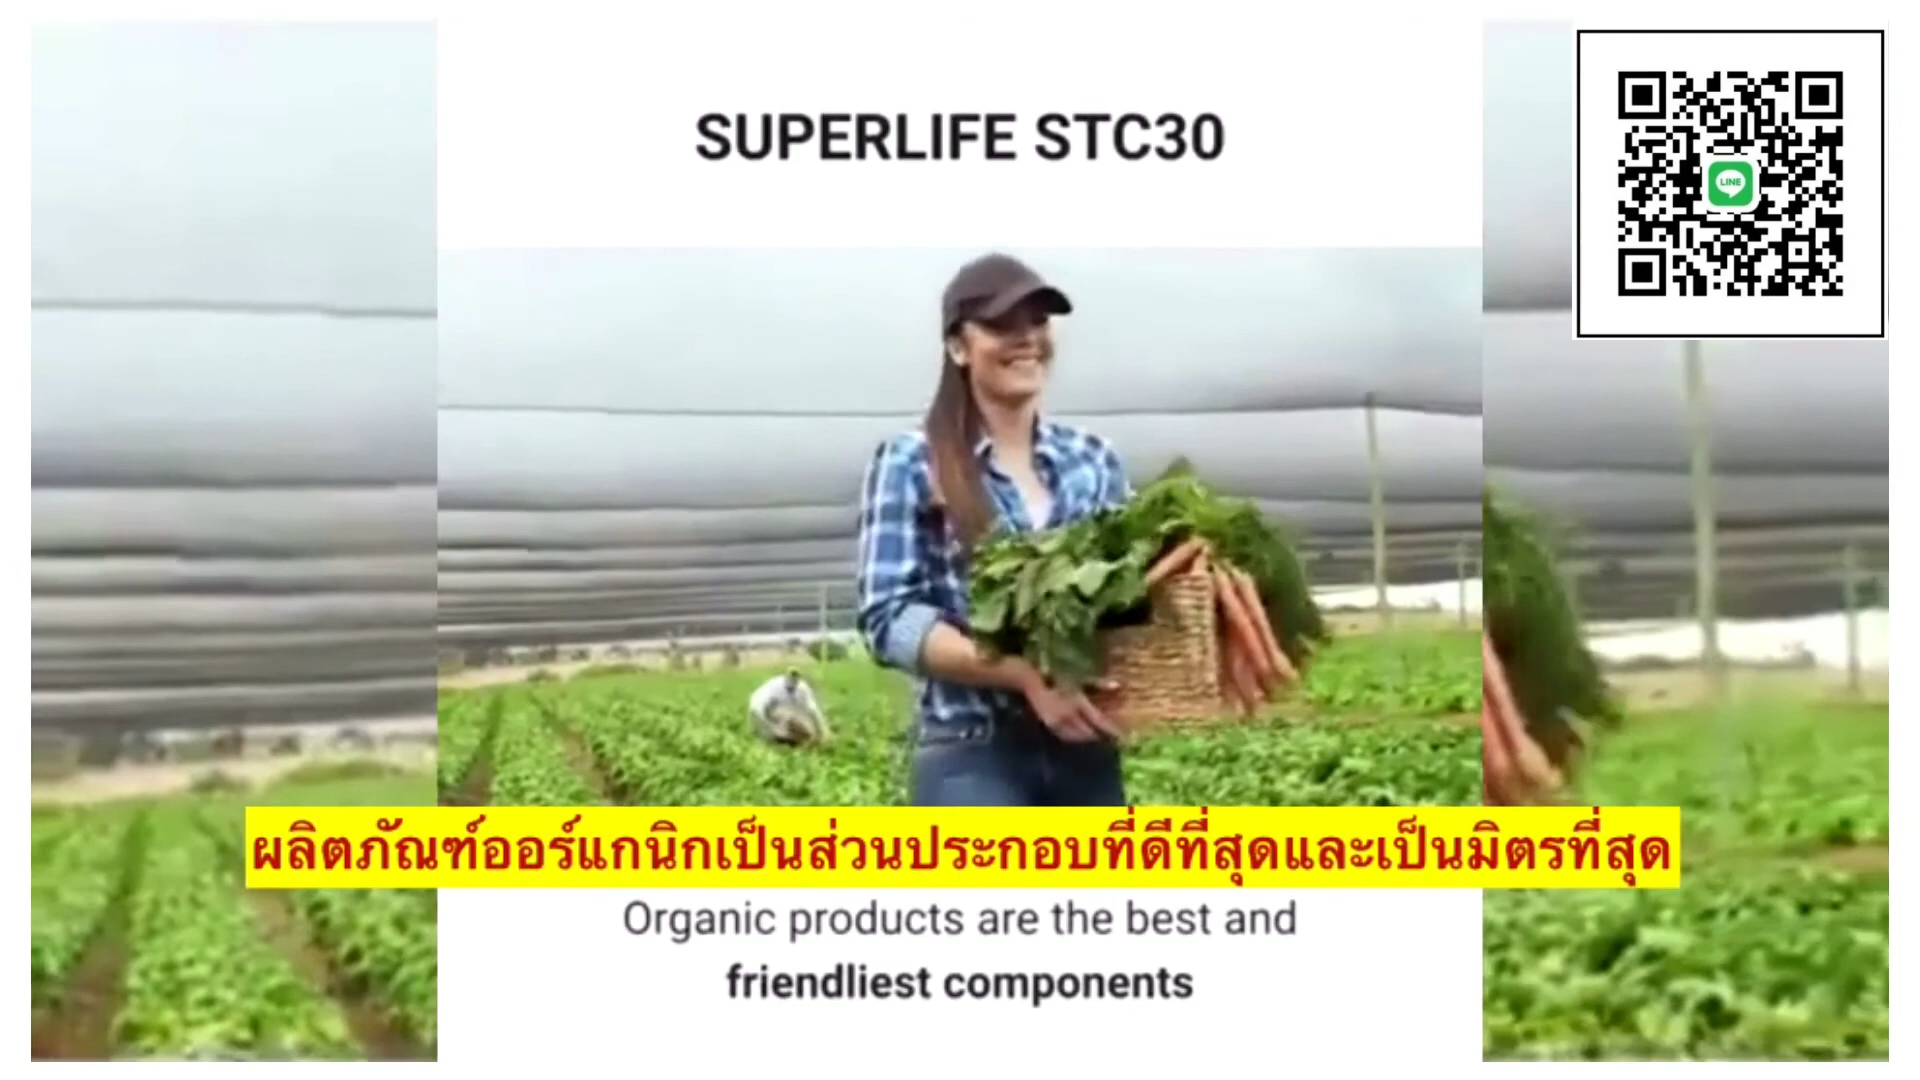 SUPERLIFE STC30
LINE
ผลิตภัณฑ์ออร์แกนิกเป็นส่วนประกอบที่ดีที่สุดและเป็นมิตรที่สุด
Organic products are the best and
friendliest components